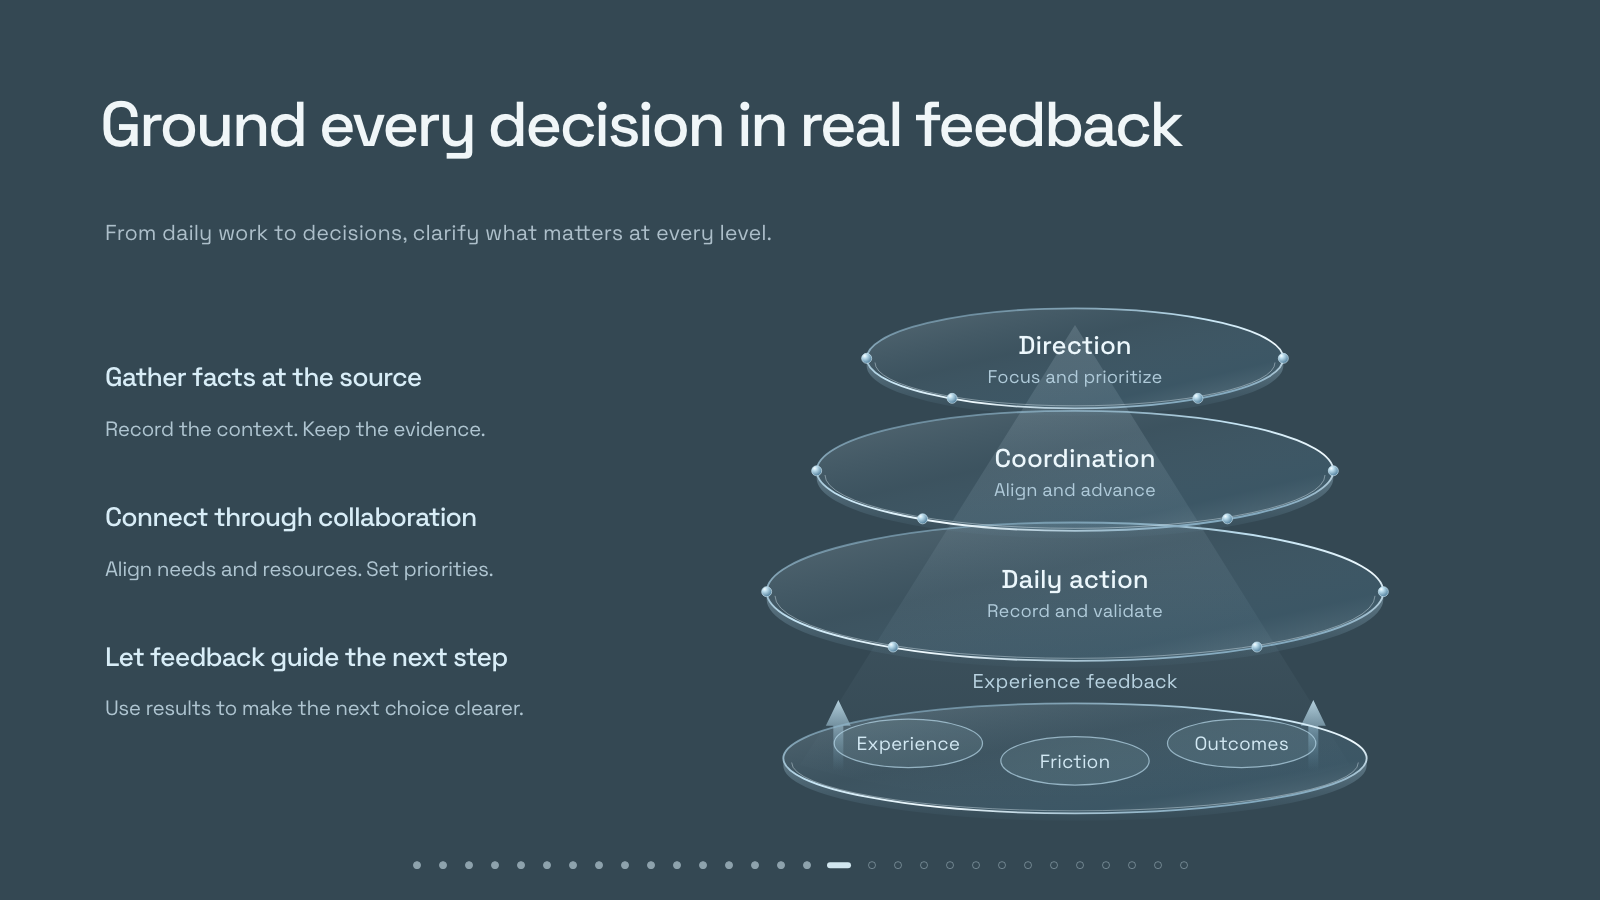 Ground every decision in real feedback
From daily work to decisions, clarify what matters at every level.
Gather facts at the source
Record the context. Keep the evidence.
Connect through collaboration
Align needs and resources. Set priorities.
Let feedback guide the next step
Use results to make the next choice clearer.
Direction
Focus and prioritize
Coordination
Align and advance
Daily action
Record and validate
Experience feedback
Experience
Friction
Outcomes